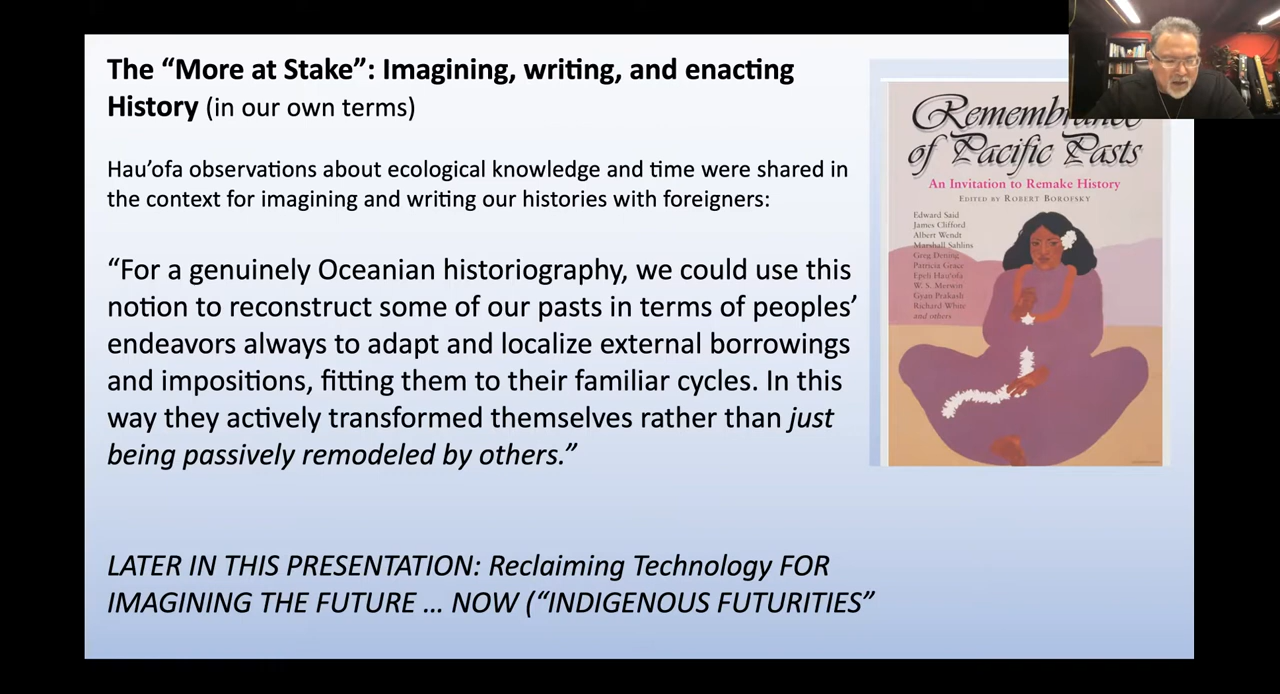 The “More at Stake”: Imagining, writing, and enacting
History (in our own terms)
Hau’ofa observations about ecological knowledge and time were shared in
the context for imagining and writing our histories with foreigners:
“For a genuinely Oceanian historiography, we could use this
notion to reconstruct some of our pasts in terms of peoples’
endeavors always to adapt and localize external borrowings
and impositions, fitting them to their familiar cycles. In this
way they actively transformed themselves rather than just
being passively remodeled by others.”
LATER IN THIS PRESENTATION: Reclaiming Technology FOR
IMAGINING THE FUTURE … NOW (“INDIGENOUS FUTURITIES”
Remembrance
of Pacific Pasts
An Invitation to Remake History
EDITED BY ROBERT BOROFSKY
Edward Said
James Clifford
Albert Wendt
Marshall Sahlins
Greg Dening
Patricia Grace
Epeli Hau'ofa
W. S. Merwin
Gyan Prakash
Richard White
and others